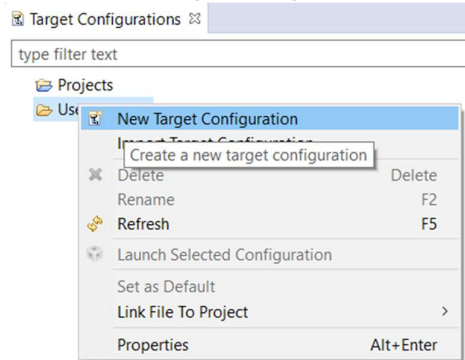 Target Configurations
type filter text
Projects
New Target Configuration
Create a new target configuration
Delete Delete
Rename F2
Refresh F5
Launch Selected Configuration
Set as Default
Link File To Project
Properties Alt+Enter